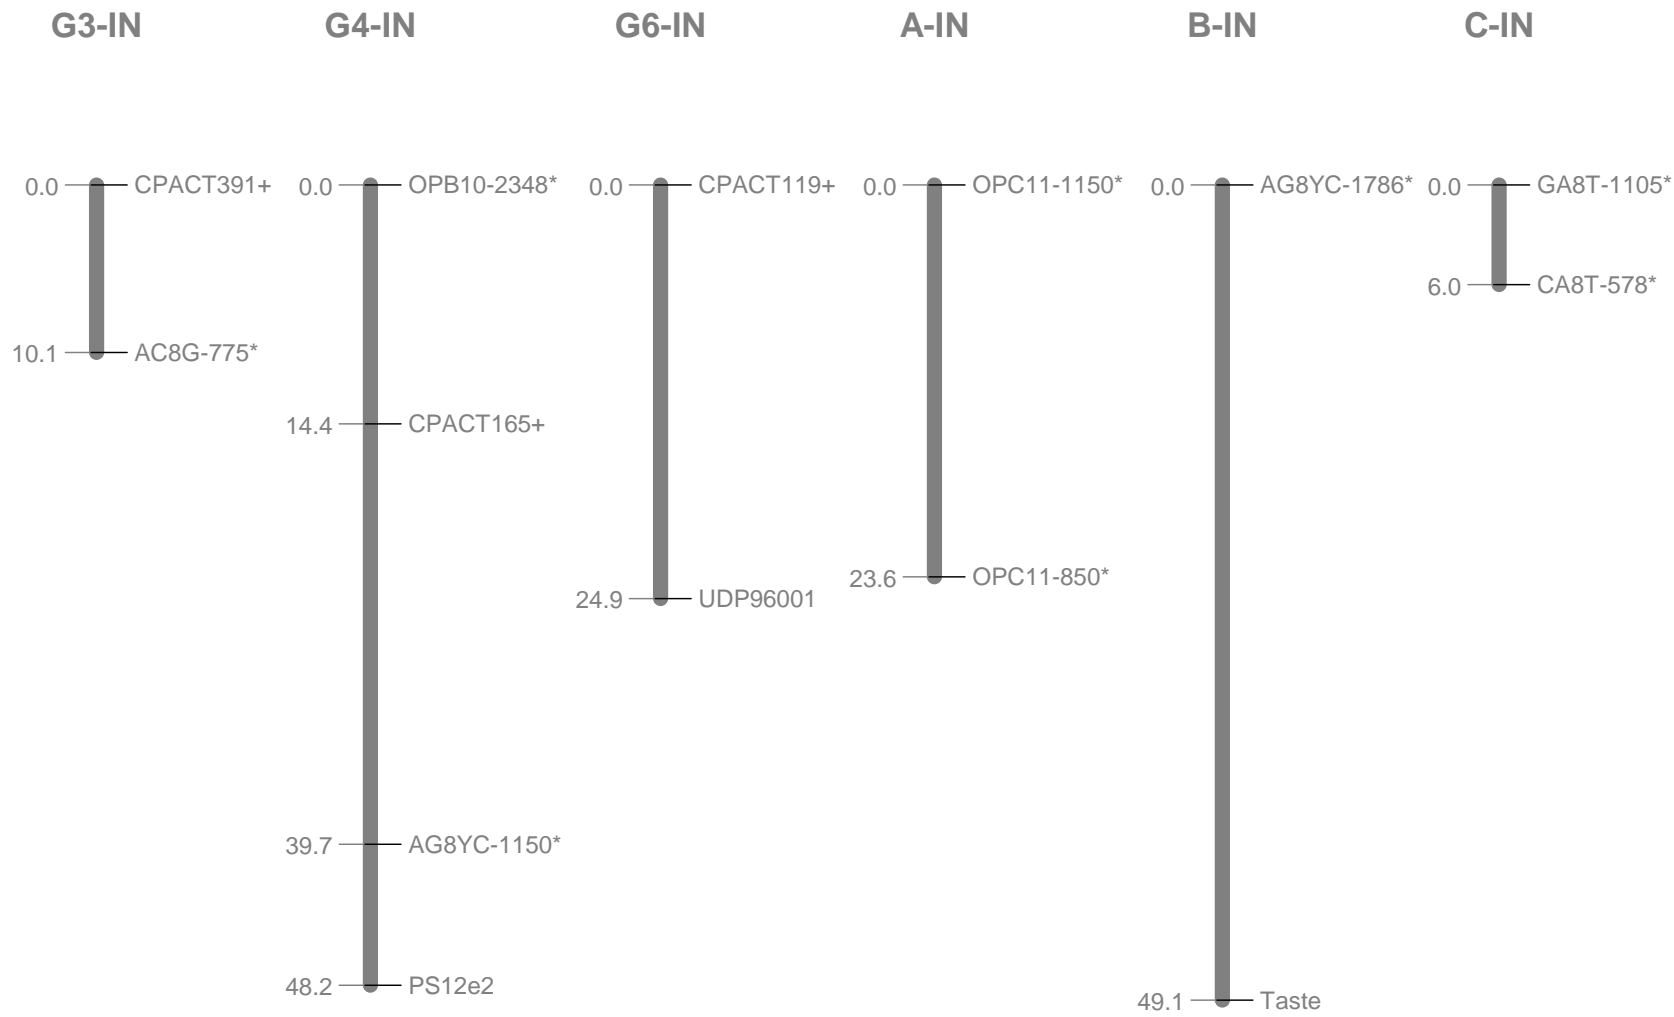 G3-IN G4-IN G6-IN A-IN B-IN C-IN
0.0 CPACT391+ 0.0 OPB10-2348* 0.0 CPACT119+ 0.0 OPC11-1150* 0.0 AG8YC-1786* 0.0 GA8T-1105*
6.0 CA8T-578*
10.1 AC8G-775*
14.4 CPACT165+
23.6 OPC11-850*
24.9 UDP96001
39.7 AG8YC-1150*
48.2 PS12e2
49.1 Taste